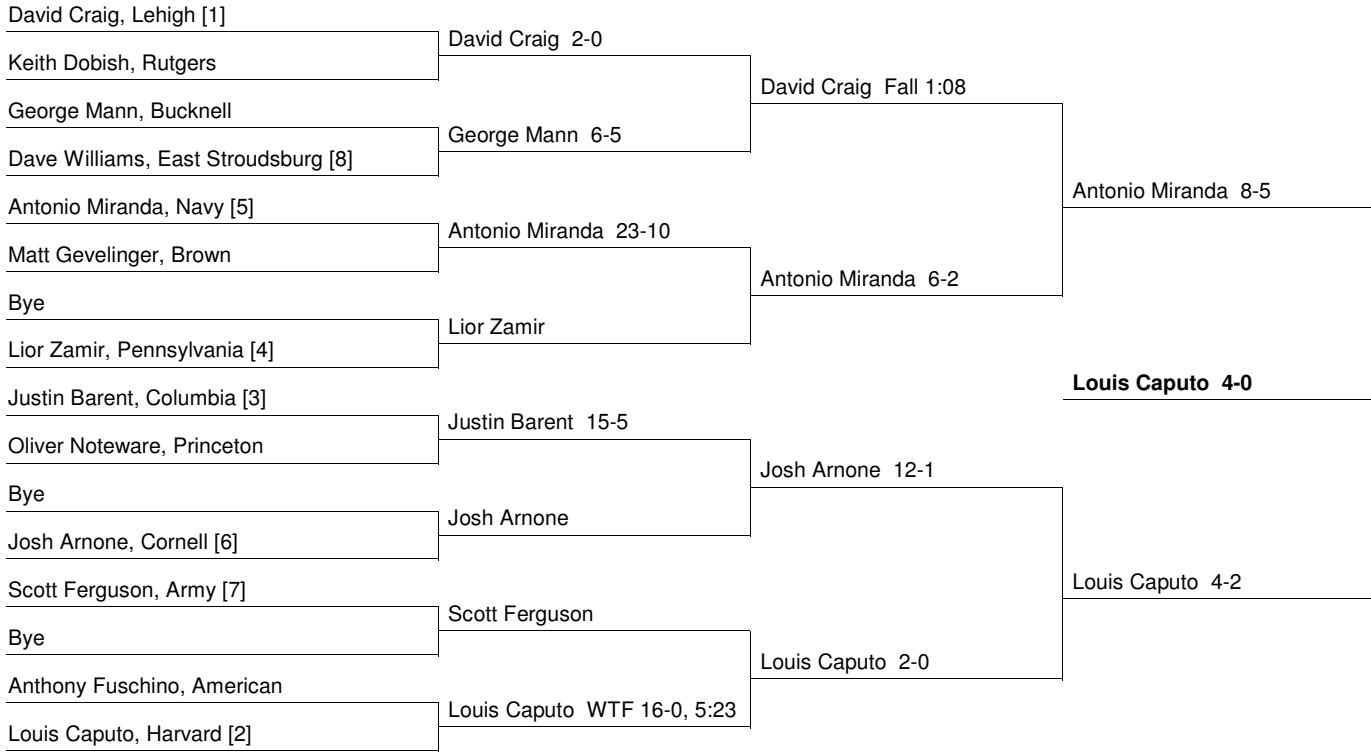 David Craig, Lehigh [1]
Keith Dobish, Rutgers
George Mann, Bucknell
Dave Williams, East Stroudsburg [8]
Antonio Miranda, Navy [5]
Matt Gevelinger, Brown
Bye
Lior Zamir, Pennsylvania [4]
Justin Barent, Columbia [3]
Oliver Noteware, Princeton
Bye
Josh Arnone, Cornell [6]
Scott Ferguson, Army [7]
Bye
Anthony Fuschino, American
Louis Caputo, Harvard [2]
David Craig 2-0
George Mann 6-5
Antonio Miranda 23-10
Lior Zamir
Justin Barent 15-5
Josh Arnone
Scott Ferguson
Louis Caputo WTF 16-0, 5:23
David Craig Fall 1:08
Antonio Miranda 6-2
Josh Arnone 12-1
Louis Caputo 2-0
Antonio Miranda 8-5
Louis Caputo 4-0
Louis Caputo 4-2